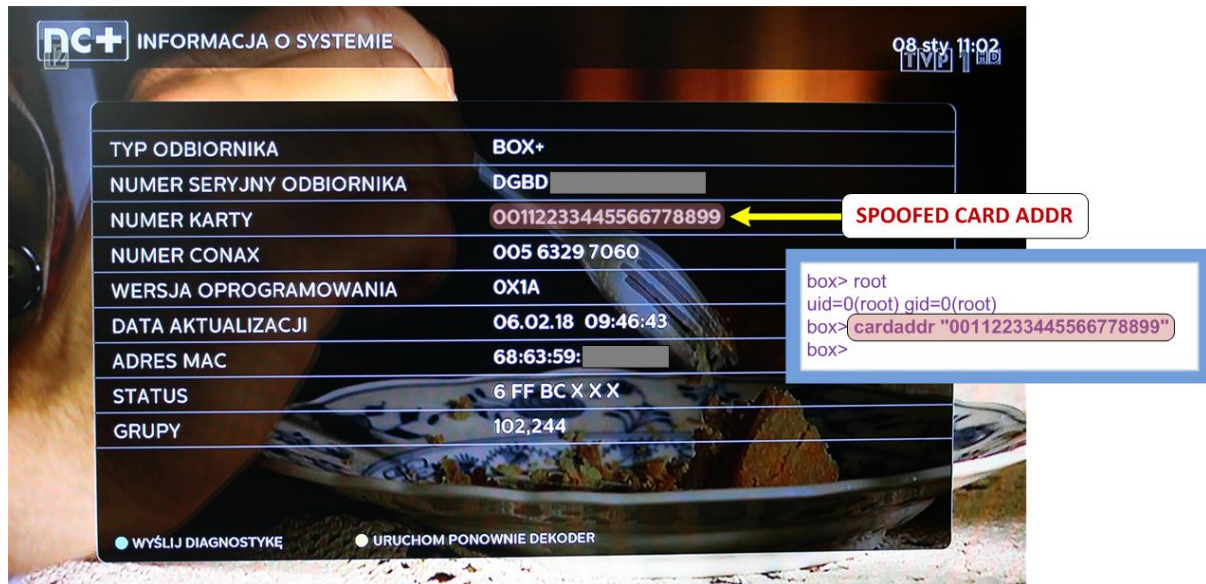 nc+ INFORMACJA O SYSTEMIE
08 sty, 11:02
TVP 1 HD
TYP ODBIORNIKA BOX+
NUMER SERYJNY ODBIORNIKA DGBD
NUMER KARTY 00112233445566778899
SPOOFED CARD ADDR
NUMER CONAX 005 6329 7060
WERSJA OPROGRAMOWANIA 0X1A
DATA AKTUALIZACJI 06.02.18 09:46:43
ADRES MAC 68:63:59:
STATUS 6 FF BC X X X
GRUPY 102,244
box> root
uid=0(root) gid=0(root)
box> cardaddr "00112233445566778899"
box>
WYŚLIJ DIAGNOSTYKĘ URUCHOM PONOWNIE DEKODER